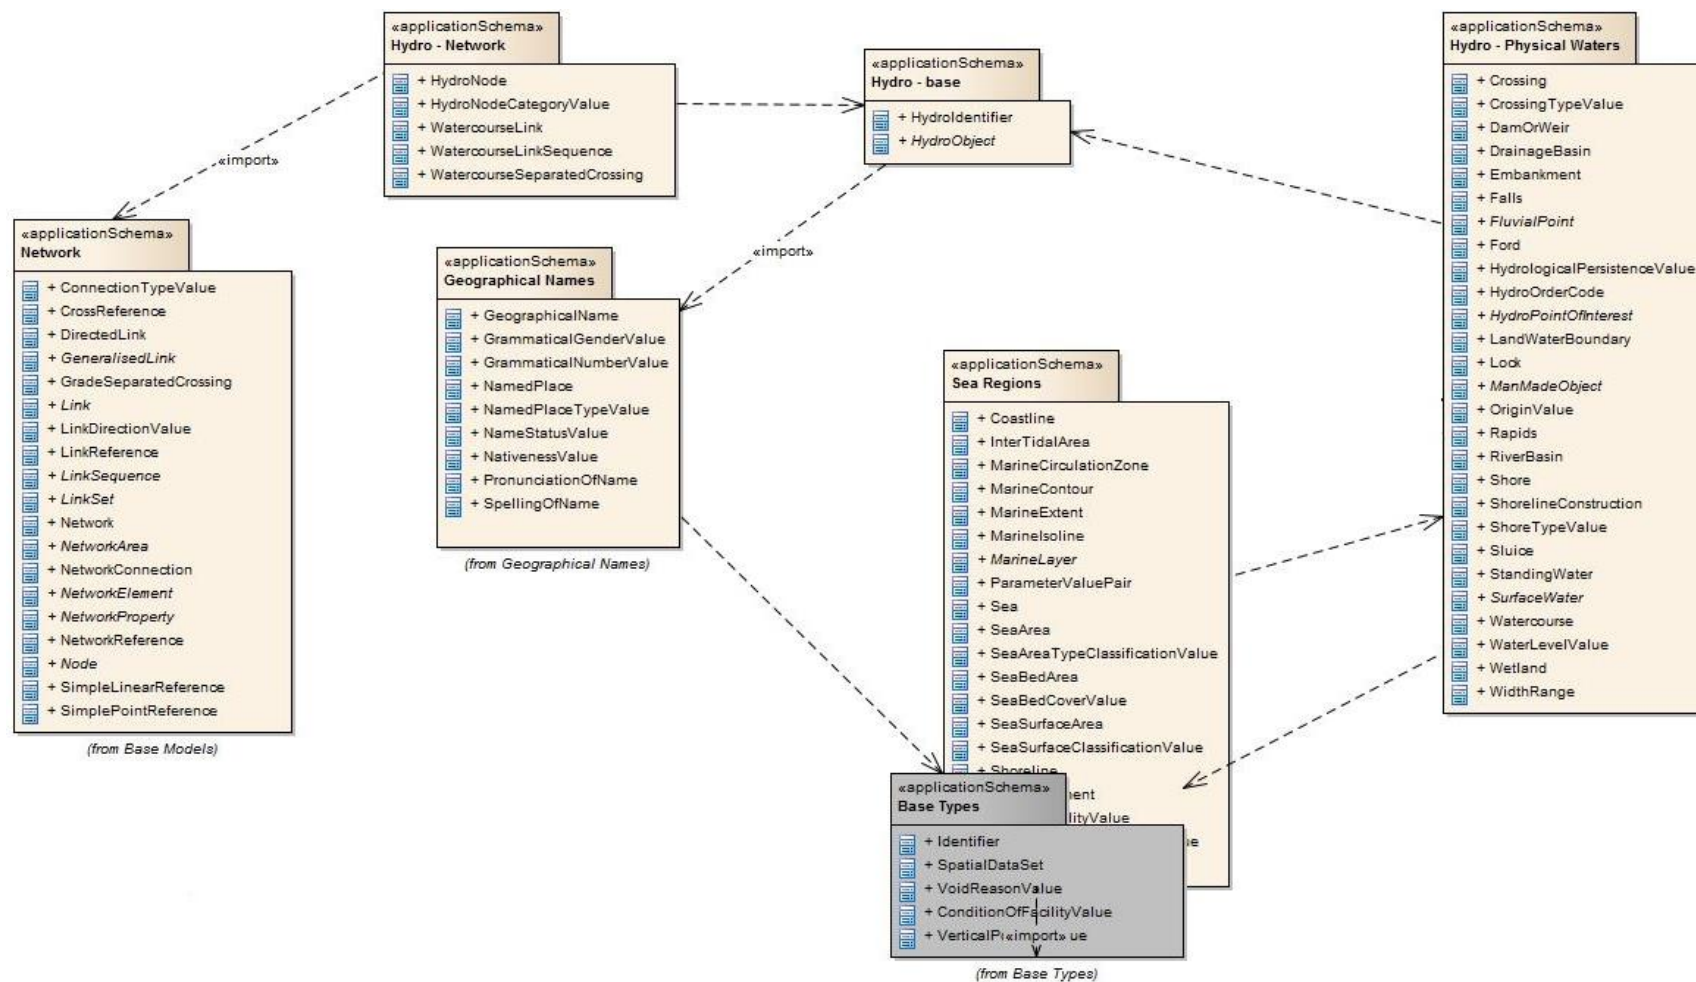 «applicationSchema»
Hydro - Network
+ HydroNode
+ HydroNodeCategoryValue
+ WatercourseLink
+ WatercourseLinkSequence
+ WatercourseSeparatedCrossing
«applicationSchema»
Hydro - base
+ HydroIdentifier
+ HydroObject
«applicationSchema»
Hydro - Physical Waters
+ Crossing
+ CrossingTypeValue
+ DamOrWeir
+ DrainageBasin
+ Embankment
+ Falls
+ FluvialPoint
+ Ford
+ HydrologicalPersistenceValue
+ HydroOrderCode
+ HydroPointOfInterest
+ LandWaterBoundary
+ Lock
+ ManMadeObject
+ OriginValue
+ Rapids
+ RiverBasin
+ Shore
+ ShorelineConstruction
+ ShoreTypeValue
+ Sluice
+ StandingWater
+ SurfaceWater
+ Watercourse
+ WaterLevelValue
+ Wetland
+ WidthRange
«import»
«import»
«applicationSchema»
Network
+ ConnectionTypeValue
+ CrossReference
+ DirectedLink
+ GeneralisedLink
+ GradeSeparatedCrossing
+ Link
+ LinkDirectionValue
+ LinkReference
+ LinkSequence
+ LinkSet
+ Network
+ NetworkArea
+ NetworkConnection
+ NetworkElement
+ NetworkProperty
+ NetworkReference
+ Node
+ SimpleLinearReference
+ SimplePointReference
(from Base Models)
«applicationSchema»
Geographical Names
+ GeographicalName
+ GrammaticalGenderValue
+ GrammaticalNumberValue
+ NamedPlace
+ NamedPlaceTypeValue
+ NameStatusValue
+ NativenessValue
+ PronunciationOfName
+ SpellingOfName
(from Geographical Names)
«applicationSchema»
Sea Regions
+ Coastline
+ InterTidalArea
+ MarineCirculationZone
+ MarineContour
+ MarineExtent
+ MarineIsoline
+ MarineLayer
+ ParameterValuePair
+ Sea
+ SeaArea
+ SeaAreaTypeClassificationValue
+ SeaBedArea
+ SeaBedCoverValue
+ SeaSurfaceArea
+ SeaSurfaceClassificationValue
+ Shoreline
ent
lityValue
ue
«applicationSchema»
Base Types
+ Identifier
+ SpatialDataSet
+ VoidReasonValue
+ ConditionOfFacilityValue
+ VerticalP «import» ue
(from Base Types)